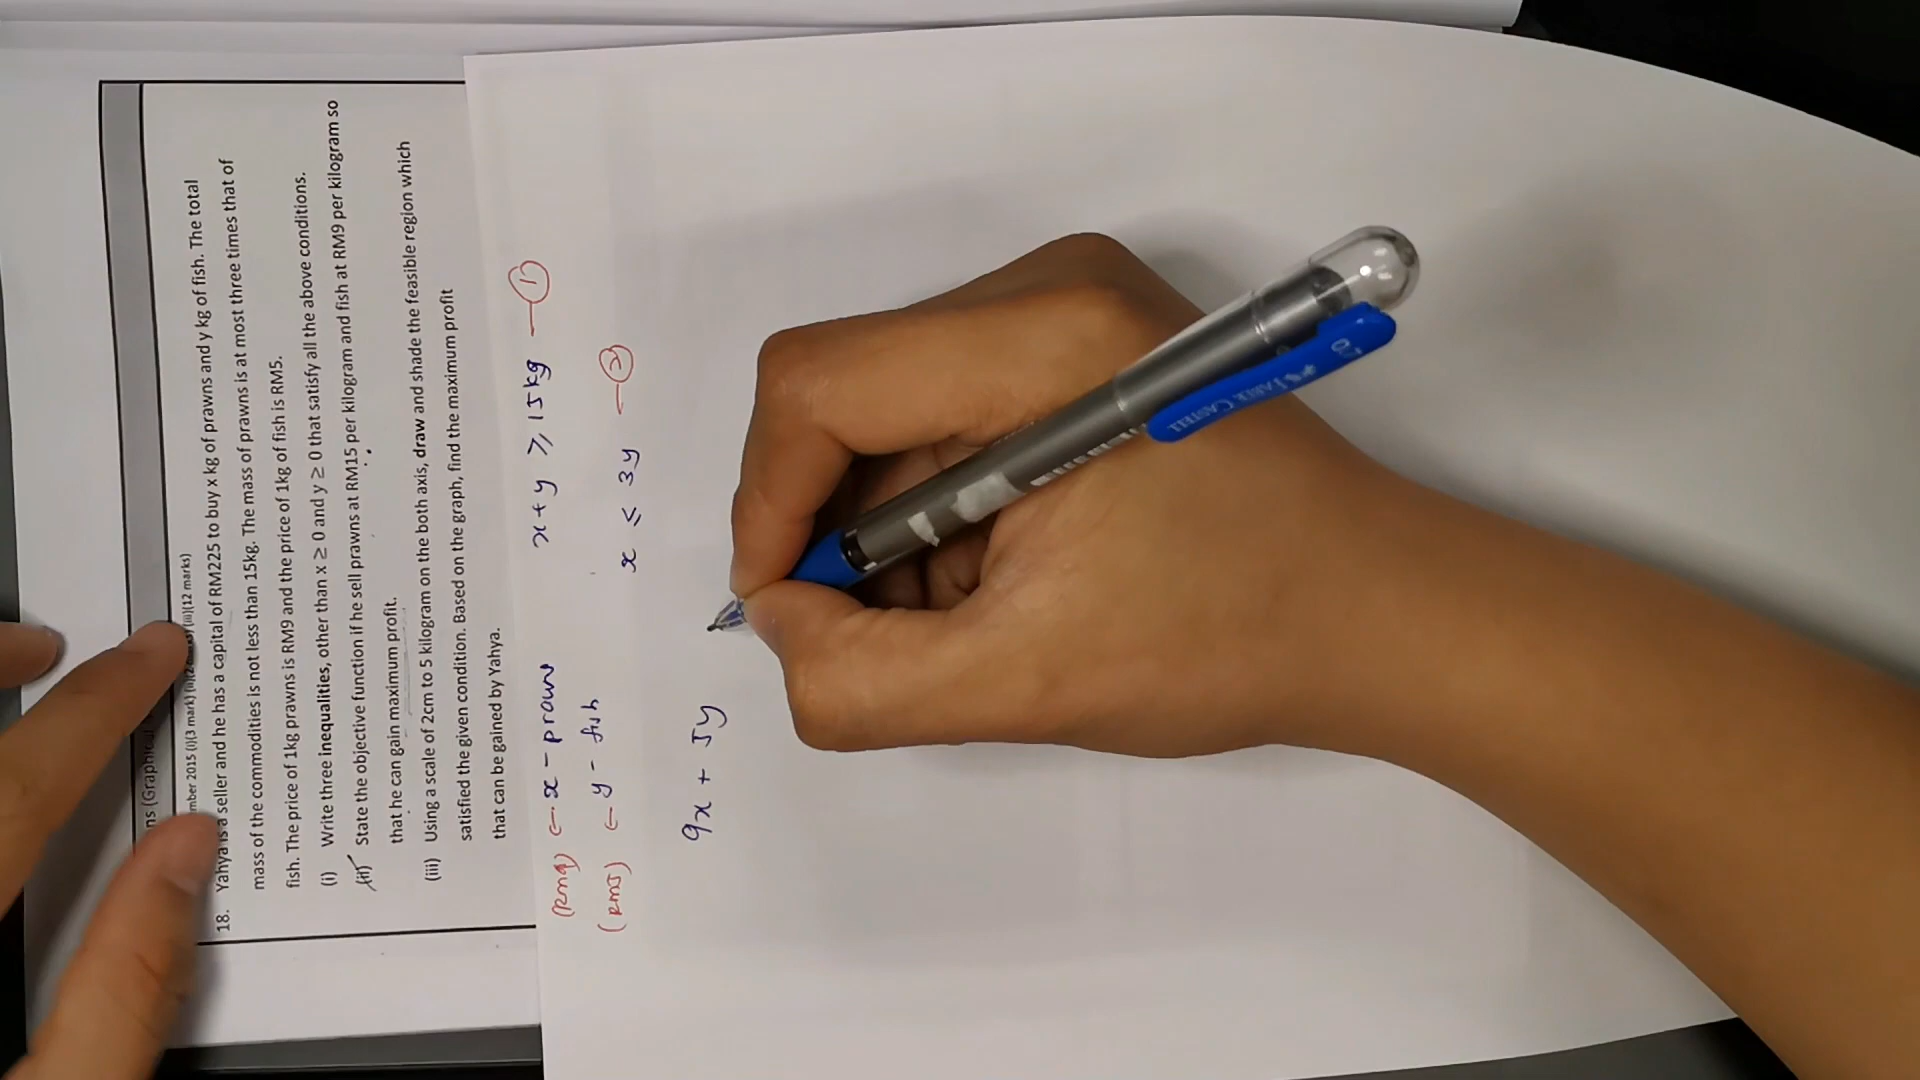 ns (Graphic
mber 2015 (i)(3 mark) (ii)(2 (iii)(12 marks)
18. Yahya is a seller and he has a capital of RM225 to buy x kg of prawns and y kg of fish. The total
mass of the commodities is not less than 15kg. The mass of prawns is at most three times that of
fish. The price of 1kg prawns is RM9 and the price of 1kg of fish is RM5.
(i) Write three inequalities, other than x ≥ 0 and y ≥ 0 that satisfy all the above conditions.
(ii) State the objective function if he sell prawns at RM15 per kilogram and fish at RM9 per kilogram so
that he can gain maximum profit.
(iii) Using a scale of 2cm to 5 kilogram on the both axis, draw and shade the feasible region which
satisfied the given condition. Based on the graph, find the maximum profit
that can be gained by Yahya.
(RM9) ← x - prawn x + y ≥ 15kg — ①
(RM5) ← y - fish x ≤ 3y — ②
9x + 5y
FABER CASTELL
0.7